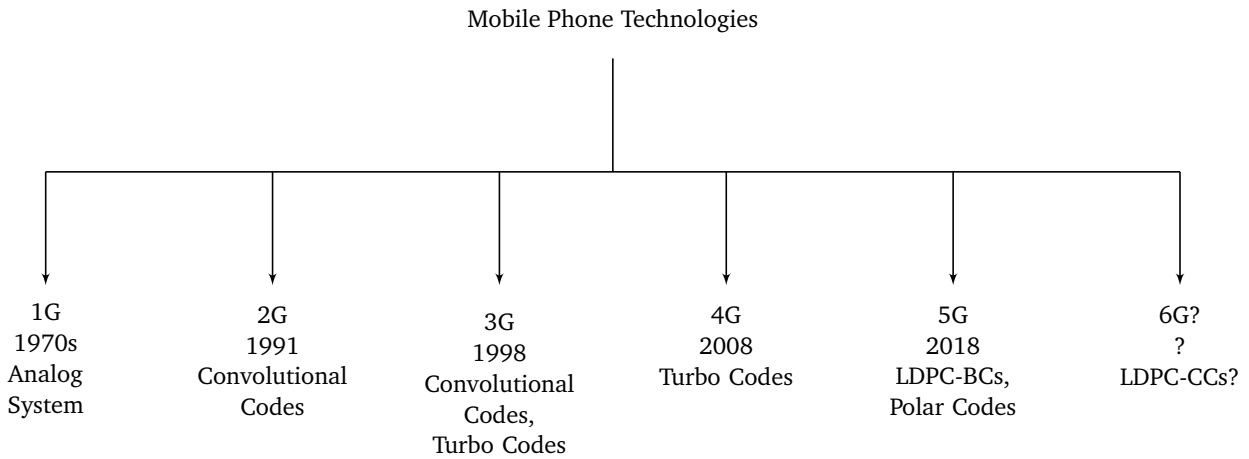 Mobile Phone Technologies
1G
1970s
Analog
System
2G
1991
Convolutional
Codes
3G
1998
Convolutional
Codes,
Turbo Codes
4G
2008
Turbo Codes
5G
2018
LDPC-BCs,
Polar Codes
6G?
?
LDPC-CCs?